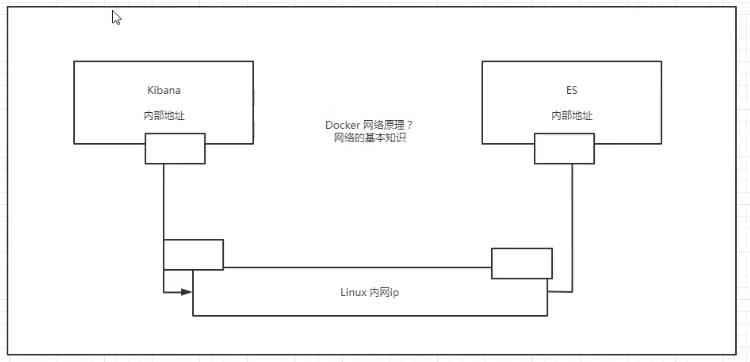 Kibana
内部地址
Docker 网络原理？
网络的基本知识
ES
内部地址
Linux 内网ip